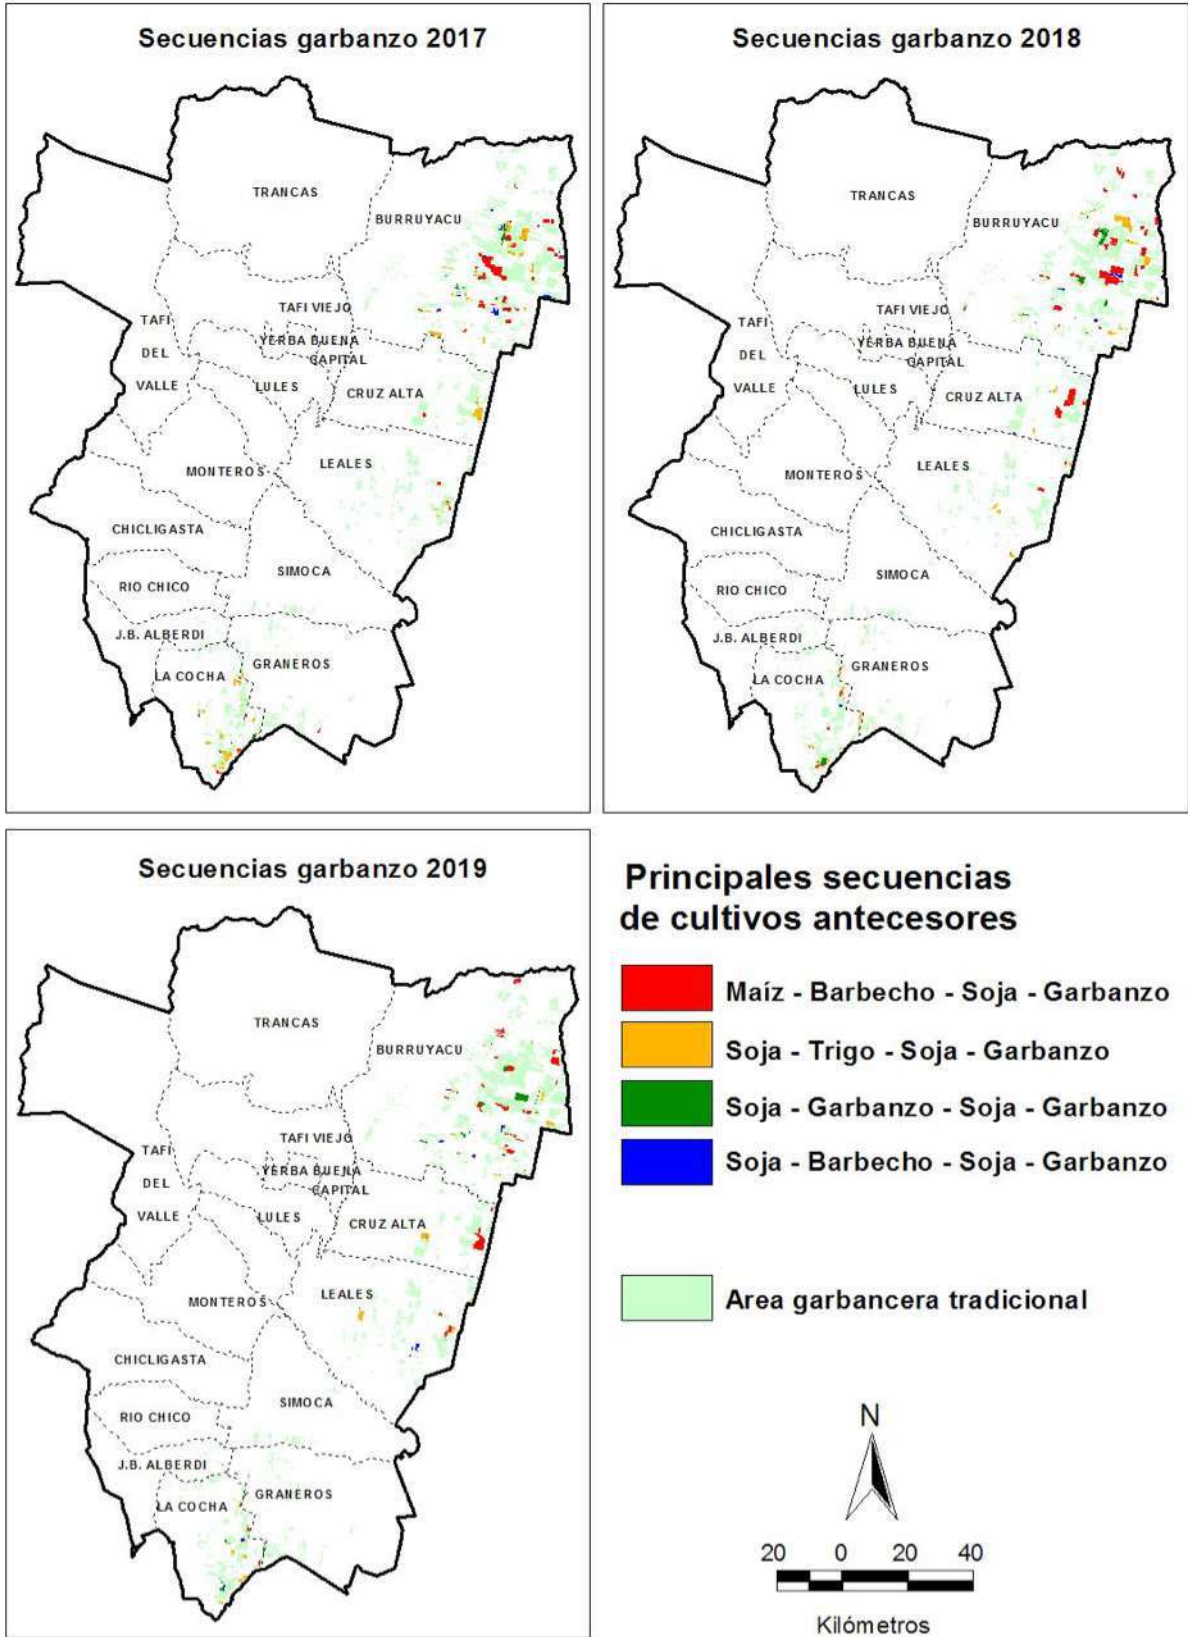 Secuencias garbanzo 2017
TRANCAS
BURRUYACU
TAFI VIEJO
TAFI
DEL
VALLE
YERBA BUENA
CAPITAL
LULES
CRUZ ALTA
LEALES
MONTEROS
CHICLIGASTA
SIMOCA
RIO CHICO
J.B. ALBERDI
LA COCHA
GRANEROS
Secuencias garbanzo 2018
TRANCAS
BURRUYACU
TAFI VIEJO
TAFI
DEL
VALLE
YERBA BUENA
CAPITAL
LULES
CRUZ ALTA
LEALES
MONTEROS
CHICLIGASTA
SIMOCA
RIO CHICO
J.B. ALBERDI
LA COCHA
GRANEROS
Secuencias garbanzo 2019
TRANCAS
BURRUYACU
TAFI VIEJO
TAFI
DEL
VALLE
YERBA BUENA
CAPITAL
LULES
CRUZ ALTA
LEALES
MONTEROS
CHICLIGASTA
SIMOCA
RIO CHICO
J.B. ALBERDI
LA COCHA
GRANEROS
Principales secuencias
de cultivos antecesores
Maíz - Barbecho - Soja - Garbanzo
Soja - Trigo - Soja - Garbanzo
Soja - Garbanzo - Soja - Garbanzo
Soja - Barbecho - Soja - Garbanzo
Area garbancera tradicional
N
20 0 20 40
Kilómetros